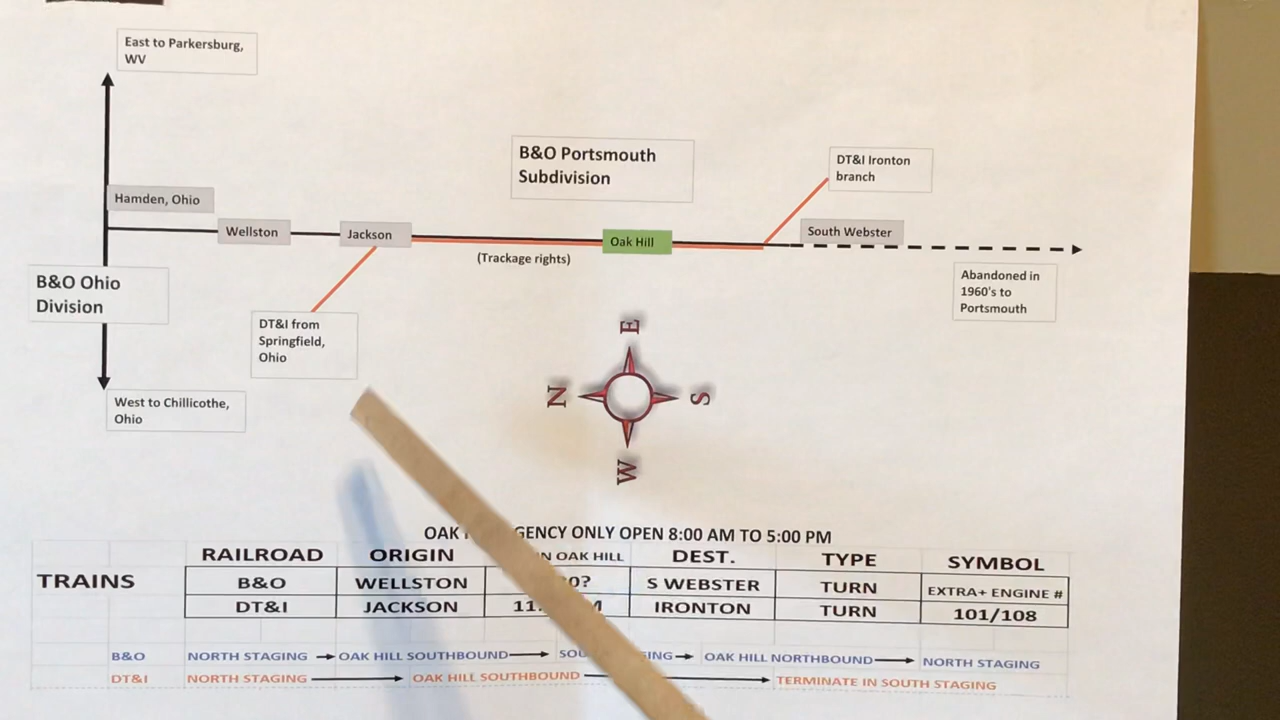 East to Parkersburg,
WV
B&O Portsmouth
Subdivision
DT&I Ironton
branch
Hamden, Ohio
Wellston
Jackson
Oak Hill
South Webster
(Trackage rights)
B&O Ohio
Division
Abandoned in
1960's to
Portsmouth
DT&I from
Springfield,
Ohio
E
N
S
W
West to Chillicothe,
Ohio
OAK ONLY OPEN 8:00 AM TO 5:00 PM
RAILROAD ORIGIN OAK HILL DEST. TYPE SYMBOL
TRAINS B&O WELLSTON S WEBSTER TURN EXTRA+ ENGINE #
DT&I JACKSON IRONTON TURN 101/108
B&O NORTH STAGING OAK HILL SOUTHBOUND OAK HILL NORTHBOUND NORTH STAGING
DT&I NORTH STAGING OAK HILL SOUTHBOUND TERMINATE IN SOUTH STAGING